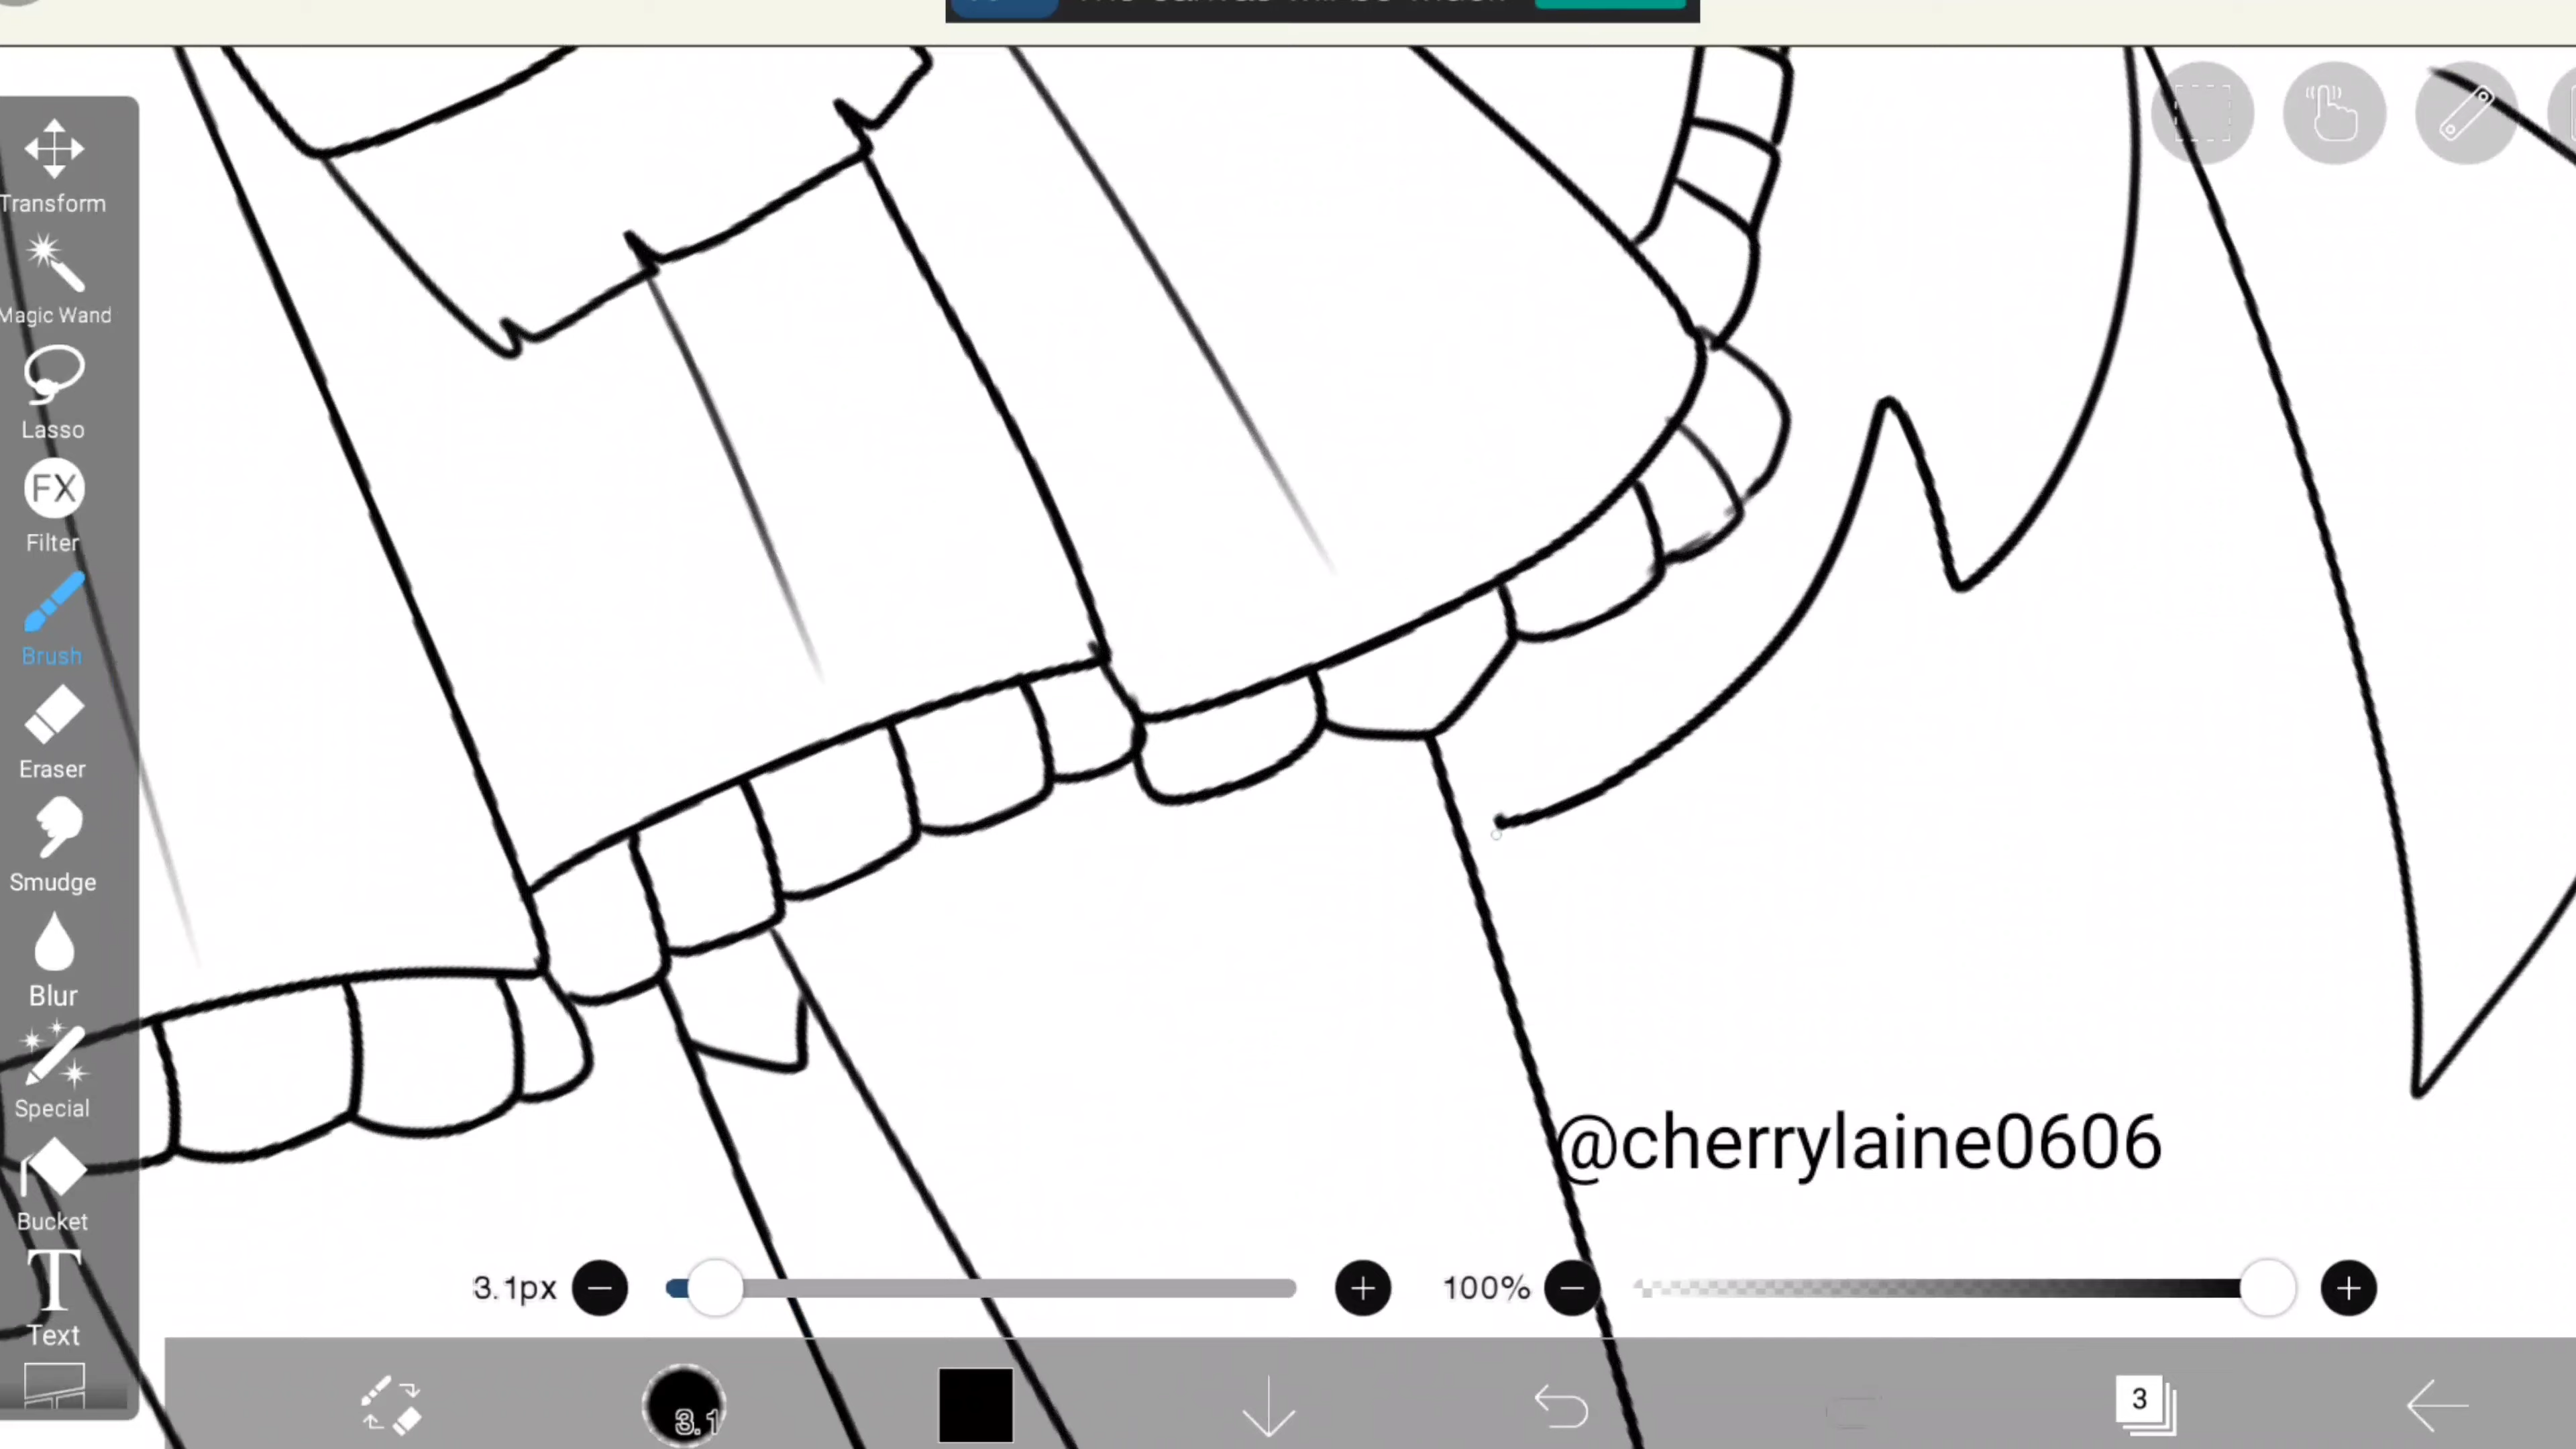 Transform
Magic Wand
Lasso
FX
Filter
Brush
Eraser
Smudge
Blur
Special
Bucket
T
Text
@cherrylaine0606
3.1px
100%
3.1
3